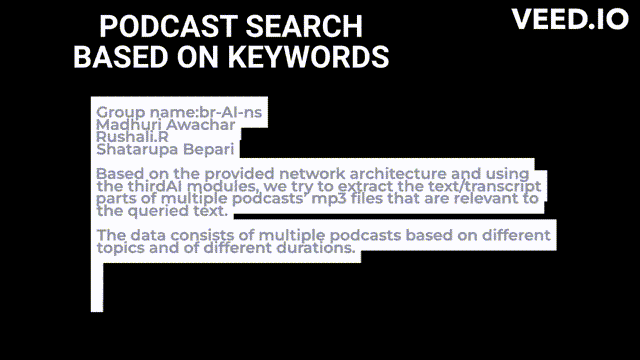 PODCAST SEARCH
BASED ON KEYWORDS
VEED.IO
Group name:br-AI-ns
Madhuri Awachar
Rushali.R
Shatarupa Bepari
Based on the provided network architecture and using
the thirdAI modules, we try to extract the text/transcript
parts of multiple podcasts' mp3 files that are relevant to
the queried text.
The data consists of multiple podcasts based on different
topics and of different durations.